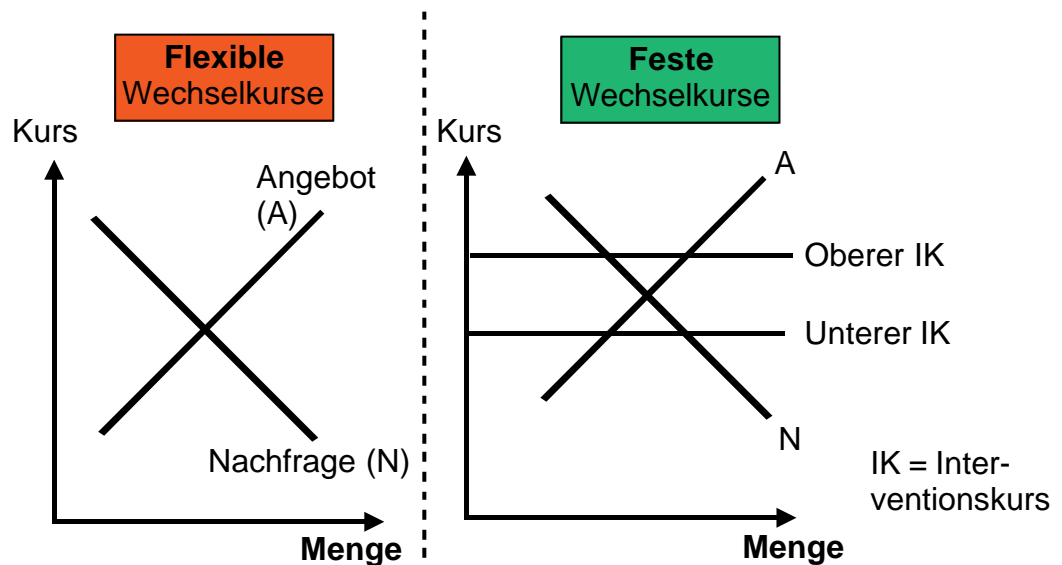 Flexible
Wechselkurse
Kurs
Angebot
(A)
Nachfrage (N)
Menge
Feste
Wechselkurse
Kurs
A
Oberer IK
Unterer IK
N
IK = Inter-
ventionskurs
Menge